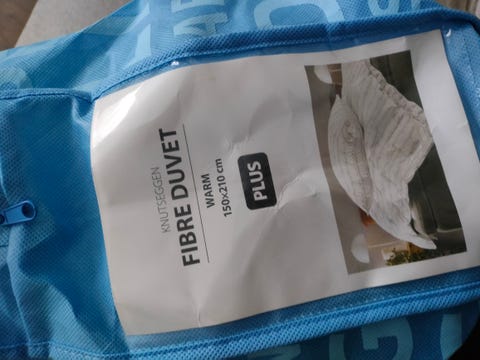 KNUTSEGGEN
FIBRE DUVET
WARM
150x210 cm
PLUS